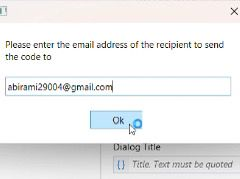 Please enter the email address of the recipient to send
the code to
abirami29004@gmail.com
Ok
Dialog Title
{} Title. Text must be quoted